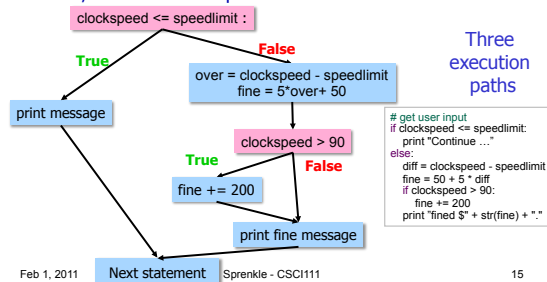 clockspeed <= speedlimit :
True
False
Three
execution
paths
over = clockspeed - speedlimit
fine = 5*over+ 50
print message
clockspeed > 90
True
False
fine += 200
print fine message
Next statement
# get user input
if clockspeed <= speedlimit:
print "Continue …"
else:
diff = clockspeed - speedlimit
fine = 50 + 5 * diff
if clockspeed > 90:
fine += 200
print "fined $" + str(fine) + "."
Feb 1, 2011
Sprenkle - CSCI111
15